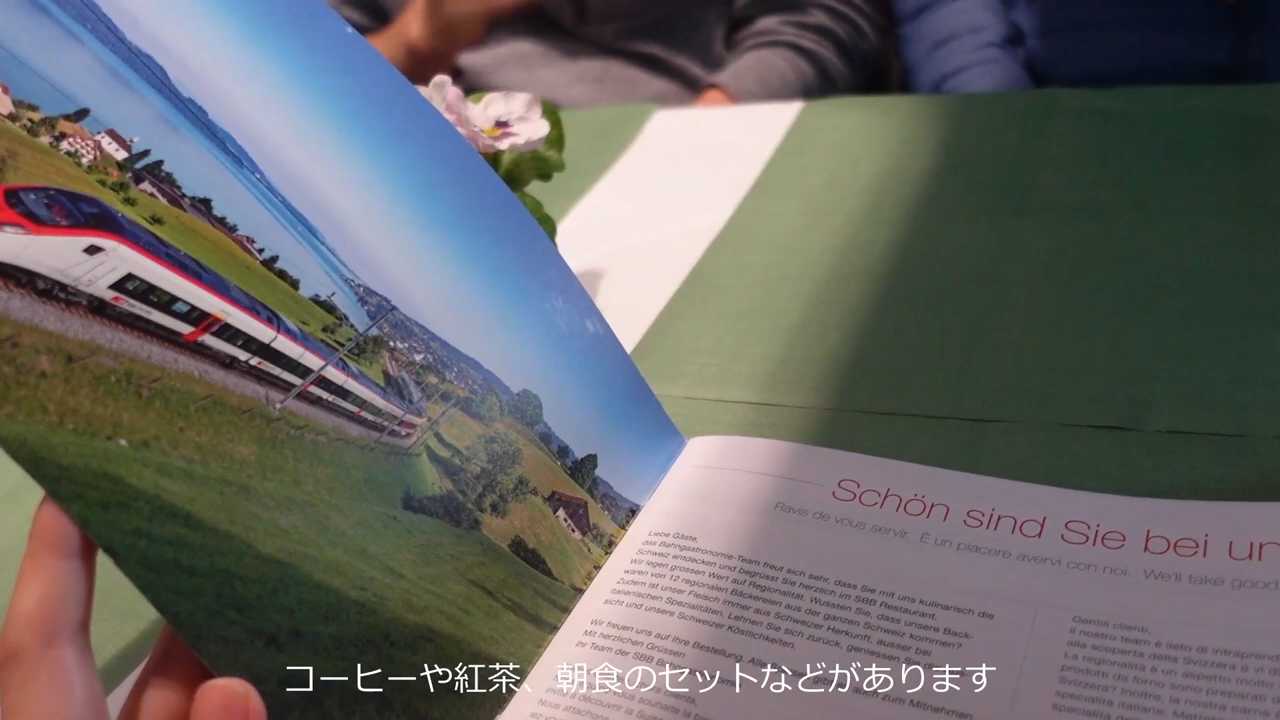 Schön sind Sie bei un
Ravis de vous servir. È un piacere avervi con noi. We'll take good
Liebe Gäste,
das Bahngastronomie-Team freut sich sehr, dass Sie mit uns kulinarisch die
Schweiz entdecken und begrüsst Sie herzlich im SBB Restaurant.
Wir legen grossen Wert auf Regionalität. Wussten Sie, dass unsere Back-
waren von 12 regionalen Bäckereien aus der ganzen Schweiz kommen?
Zudem ist unser Fleisch immer aus Schweizer Herkunft, ausser bei
italienischen Spezialitäten. Lehnen Sie sich zurück, geniessen Sie die
sicht und unsere Schweizer Köstlichkeiten.
Wir freuen uns auf Ihre Bestellung. Alle auch zum Mitnehmen.
Mit herzlichen Grüssen
Ihr Team der SBB
Gentili clienti,
il nostro team è lieto di intraprend
alla scoperta della Svizzera e vi d
La regionalità è un aspetto molto
prodotti da forno sono preparati
Svizzera? Inoltre, la nostra carne
specialità italiane.
specialità
コーヒーや紅茶、朝食のセットなどがあります